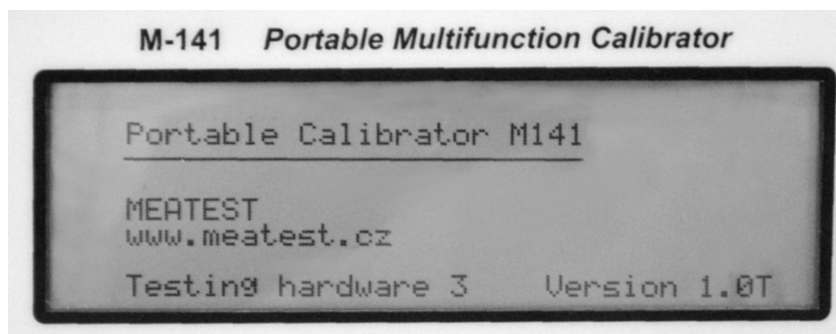 M-141 Portable Multifunction Calibrator
Portable Calibrator M141
MEATEST
www.meatest.cz
Testing hardware 3 Version 1.0T